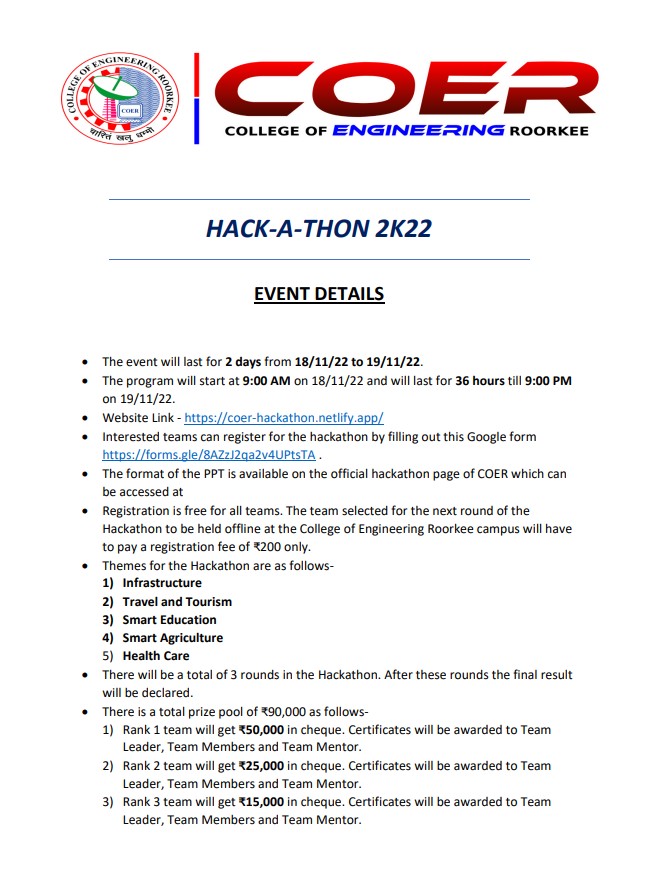 COLLEGE OF ENGINEERING ROORKEE
COER
चारित्रं खलु धम्मो
COER
COLLEGE OF ENGINEERING ROORKEE
HACK-A-THON 2K22
EVENT DETAILS
• The event will last for 2 days from 18/11/22 to 19/11/22.
• The program will start at 9:00 AM on 18/11/22 and will last for 36 hours till 9:00 PM
on 19/11/22.
• Website Link - https://coer-hackathon.netlify.app/
• Interested teams can register for the hackathon by filling out this Google form
https://forms.gle/8AZzJ2qa2v4UPtsTA .
• The format of the PPT is available on the official hackathon page of COER which can
be accessed at
• Registration is free for all teams. The team selected for the next round of the
Hackathon to be held offline at the College of Engineering Roorkee campus will have
to pay a registration fee of ₹200 only.
• Themes for the Hackathon are as follows-
1) Infrastructure
2) Travel and Tourism
3) Smart Education
4) Smart Agriculture
5) Health Care
• There will be a total of 3 rounds in the Hackathon. After these rounds the final result
will be declared.
• There is a total prize pool of ₹90,000 as follows-
1) Rank 1 team will get ₹50,000 in cheque. Certificates will be awarded to Team
Leader, Team Members and Team Mentor.
2) Rank 2 team will get ₹25,000 in cheque. Certificates will be awarded to Team
Leader, Team Members and Team Mentor.
3) Rank 3 team will get ₹15,000 in cheque. Certificates will be awarded to Team
Leader, Team Members and Team Mentor.